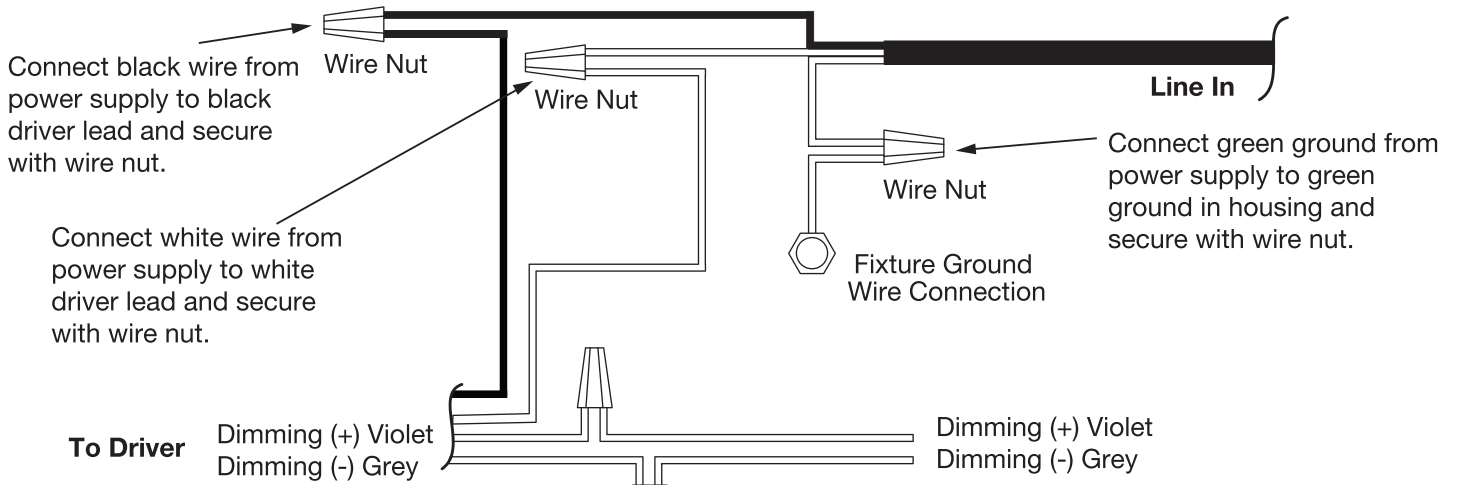 Connect black wire from
power supply to black
driver lead and secure
with wire nut.
Wire Nut
Wire Nut
Line In
Connect green ground from
power supply to green
ground in housing and
secure with wire nut.
Wire Nut
Connect white wire from
power supply to white
driver lead and secure
with wire nut.
Fixture Ground
Wire Connection
To Driver
Dimming (+) Violet
Dimming (-) Grey
Dimming (+) Violet
Dimming (-) Grey